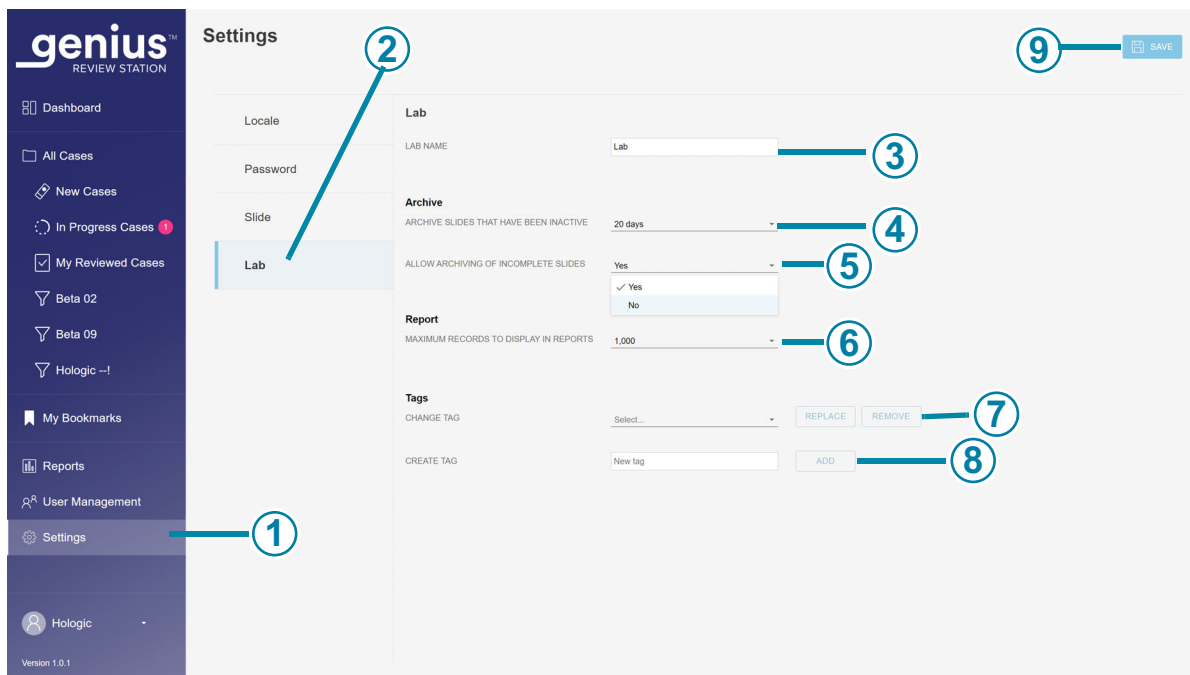 genius™
REVIEW STATION
Dashboard
All Cases
New Cases
In Progress Cases 1
My Reviewed Cases
Beta 02
Beta 09
Hologic --!
My Bookmarks
Reports
User Management
Settings
1
Hologic
Version 1.0.1
Settings
2
9
SAVE
Locale
Password
Slide
Lab
Lab
LAB NAME
Lab
3
Archive
ARCHIVE SLIDES THAT HAVE BEEN INACTIVE
20 days
4
ALLOW ARCHIVING OF INCOMPLETE SLIDES
Yes
5
Yes
No
Report
MAXIMUM RECORDS TO DISPLAY IN REPORTS
1,000
6
Tags
CHANGE TAG
Select...
REPLACE
REMOVE
7
CREATE TAG
New tag
ADD
8